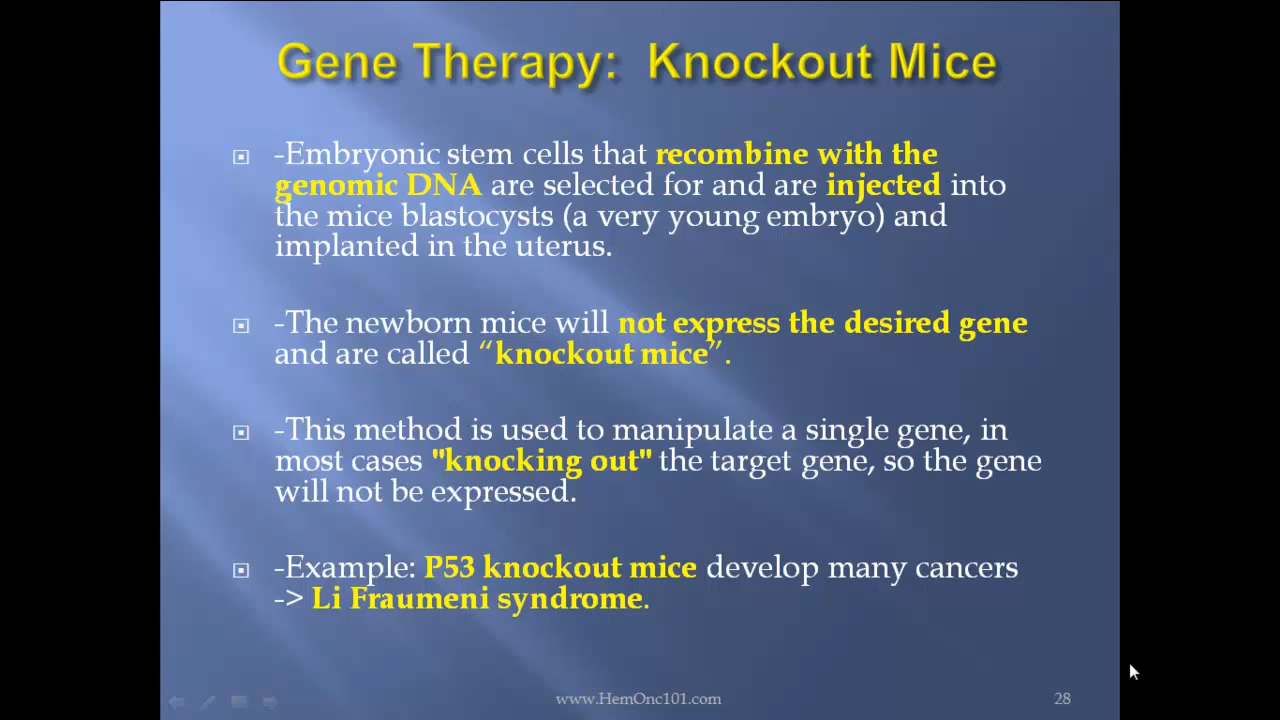 Gene Therapy: Knockout Mice
-Embryonic stem cells that recombine with the
genomic DNA are selected for and are injected into
the mice blastocysts (a very young embryo) and
implanted in the uterus.
-The newborn mice will not express the desired gene
and are called “knockout mice”.
-This method is used to manipulate a single gene, in
most cases "knocking out" the target gene, so the gene
will not be expressed.
-Example: P53 knockout mice develop many cancers
-> Li Fraumeni syndrome.
www.HemOnc101.com
28